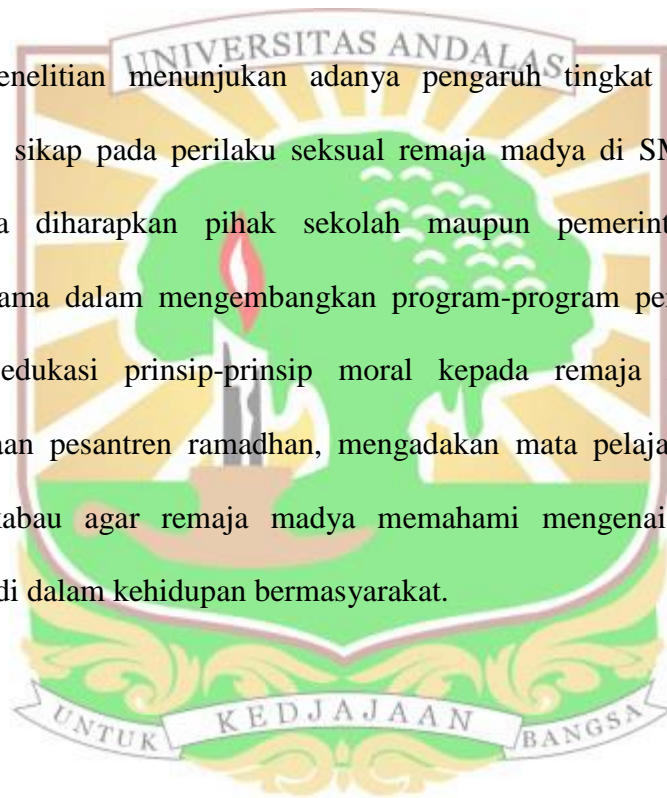 UNIVERSITAS ANDALAS
enelitian menunjukan adanya pengaruh tingkat
sikap pada perilaku seksual remaja madya di SM
a diharapkan pihak sekolah maupun pemerint
ama dalam mengembangkan program-program pe
edukasi prinsip-prinsip moral kepada remaja
aan pesantren ramadhan, mengadakan mata pelaja
kabau agar remaja madya memahami mengenai
di dalam kehidupan bermasyarakat.
UNTUK KEDJAJAAN BANGSA